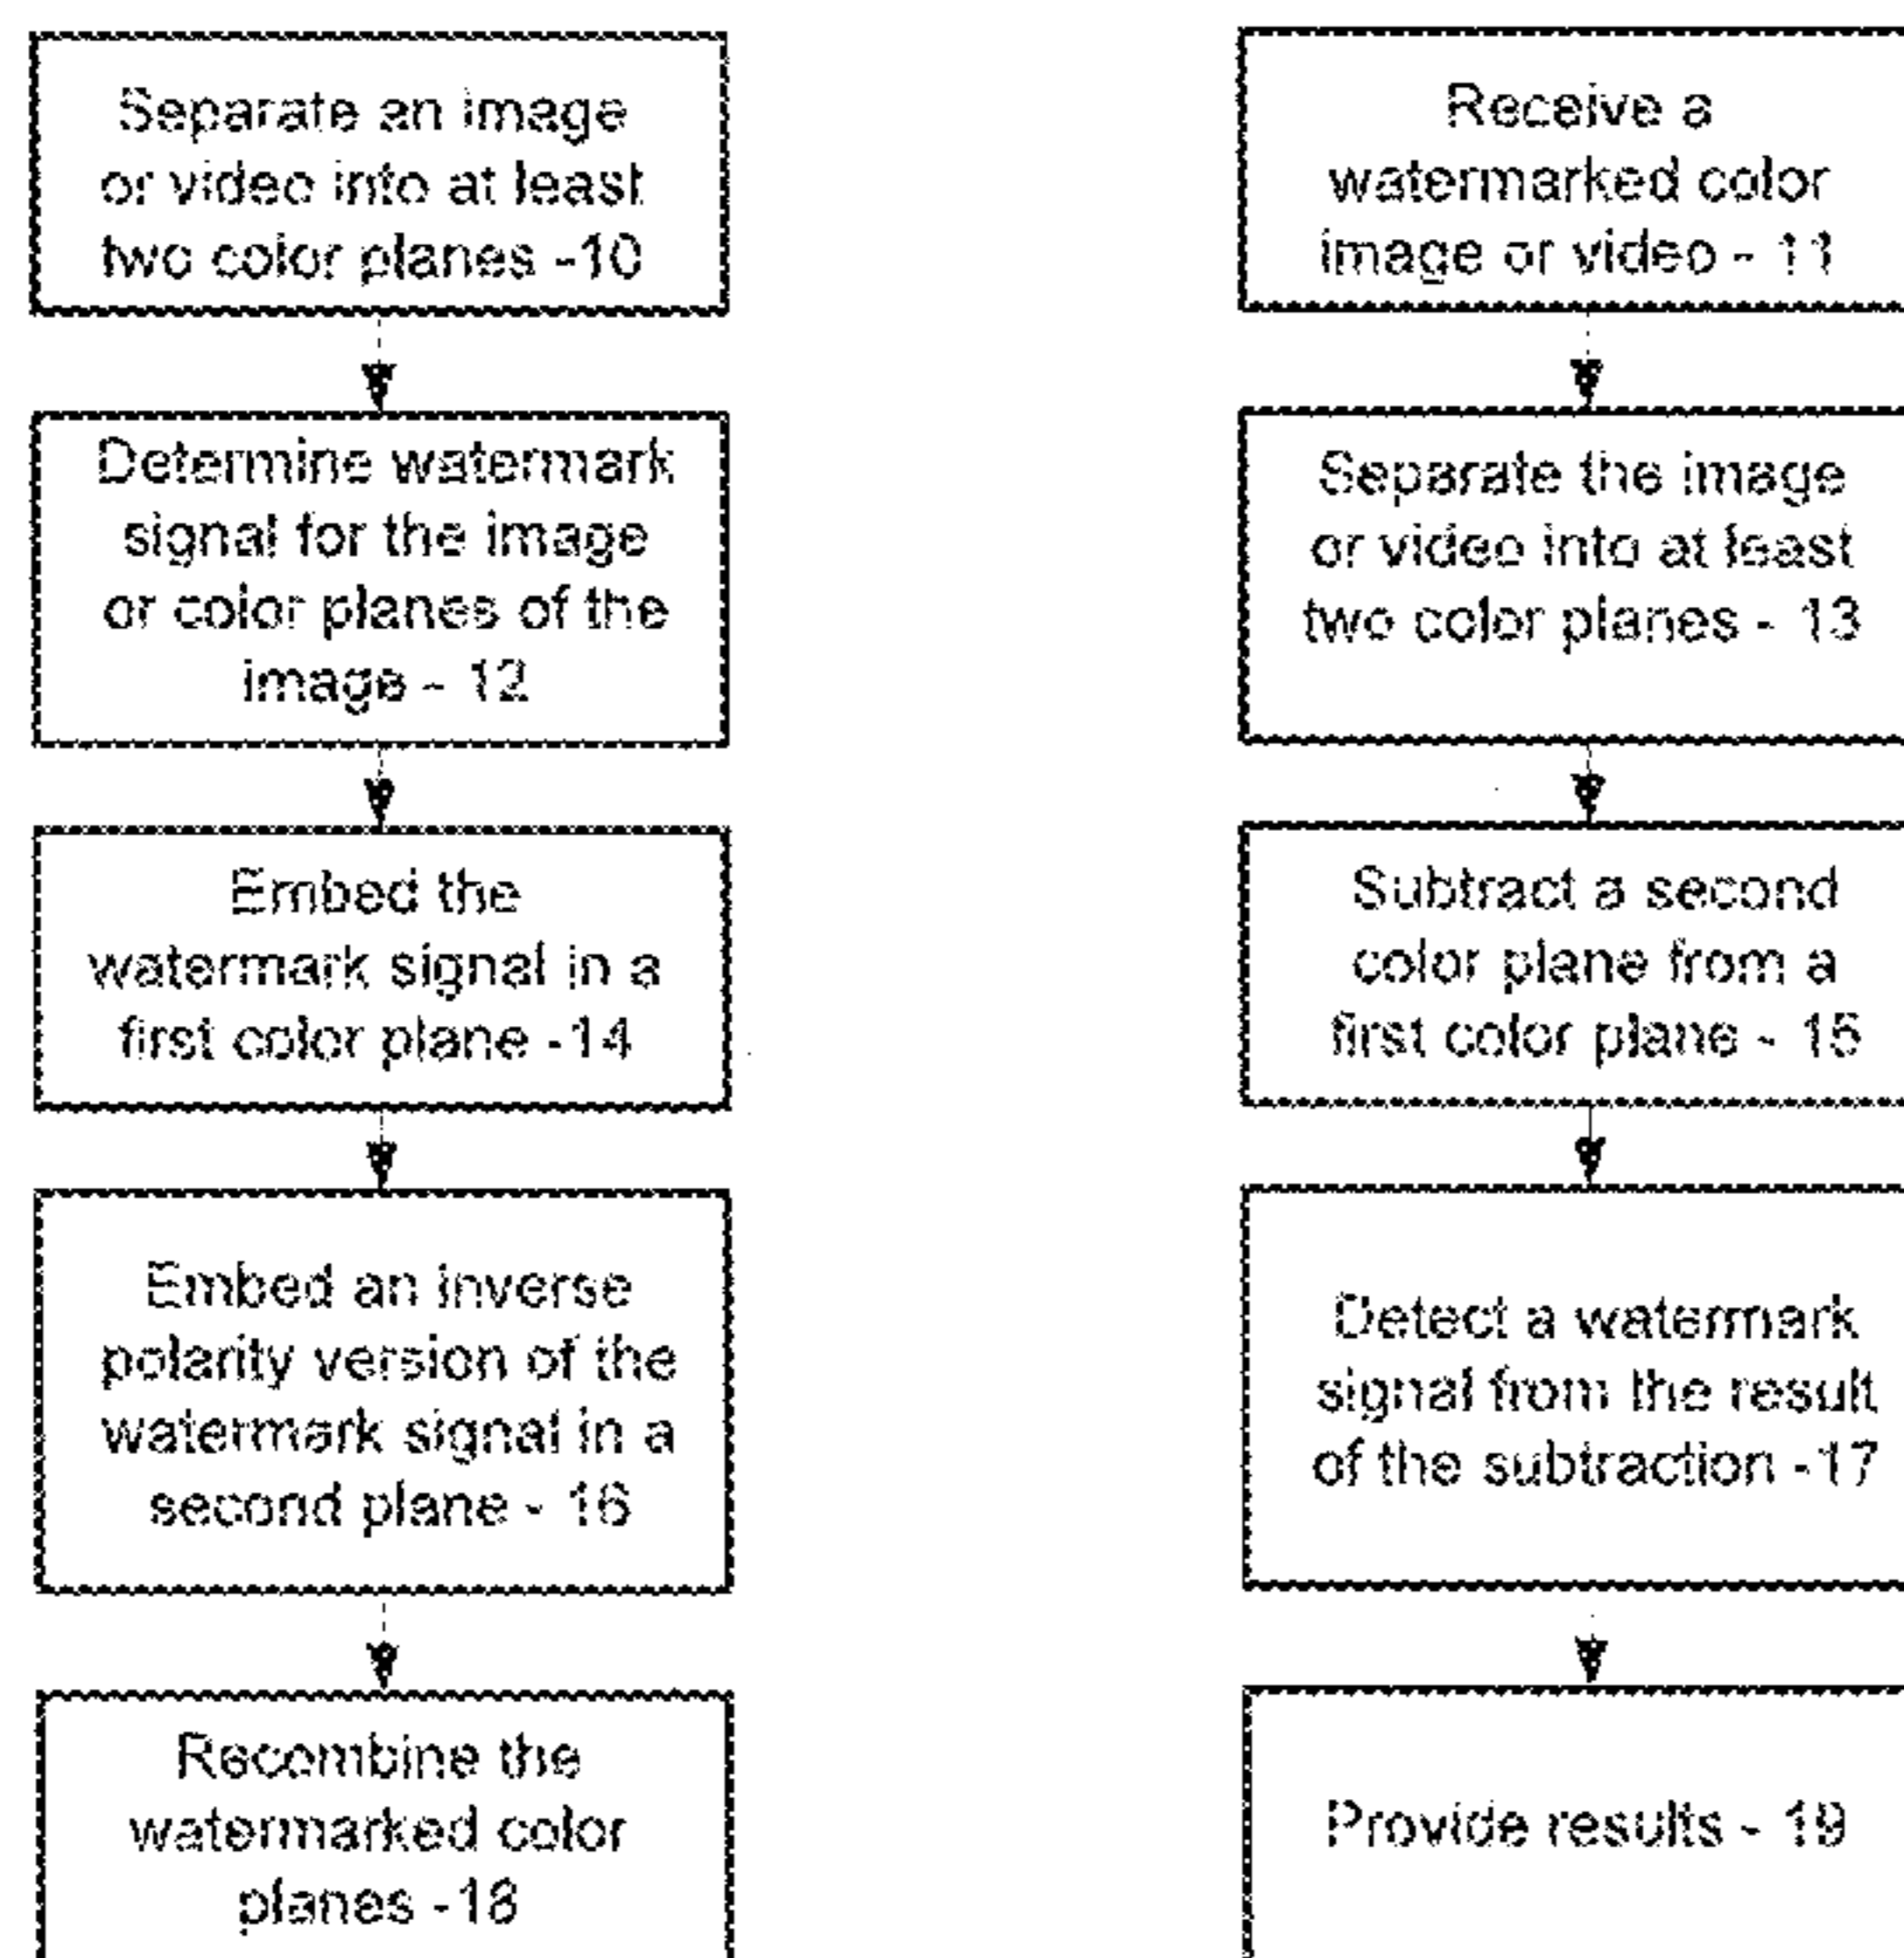 Separate an image
or video into at least
two color planes -10
Determine watermark
signal for the image
or color planes of the
image - 12
Embed the
watermark signal in a
first color plane -14
Embed an inverse
polarity version of the
watermark signal in a
second plane - 16
Recombine the
watermarked color
planes -18
Receive a
watermarked color
image or video - 11
Separate the image
or video into at least
two color planes - 13
Subtract a second
color plane from a
first color plane - 15
Detect a watermark
signal from the result
of the subtraction -17
Provide results - 19